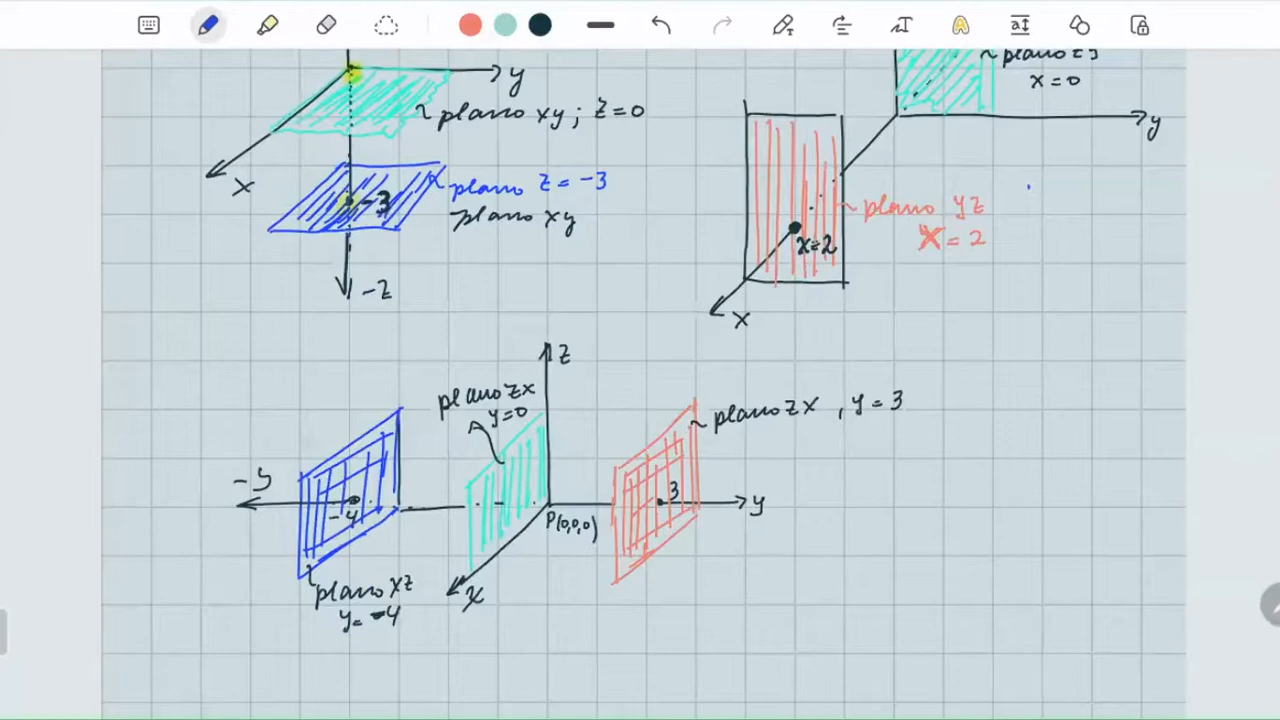 y
plano xy ; z=0
x
plano z = -3
-3
plano xy
-z
plano zy
x=0
y
plano yz
x = 2
x=2
x
z
plano zx
y=0
plano zx , y = 3
-y
-4
3
y
P(0,0,0)
x
plano xz
y = -4